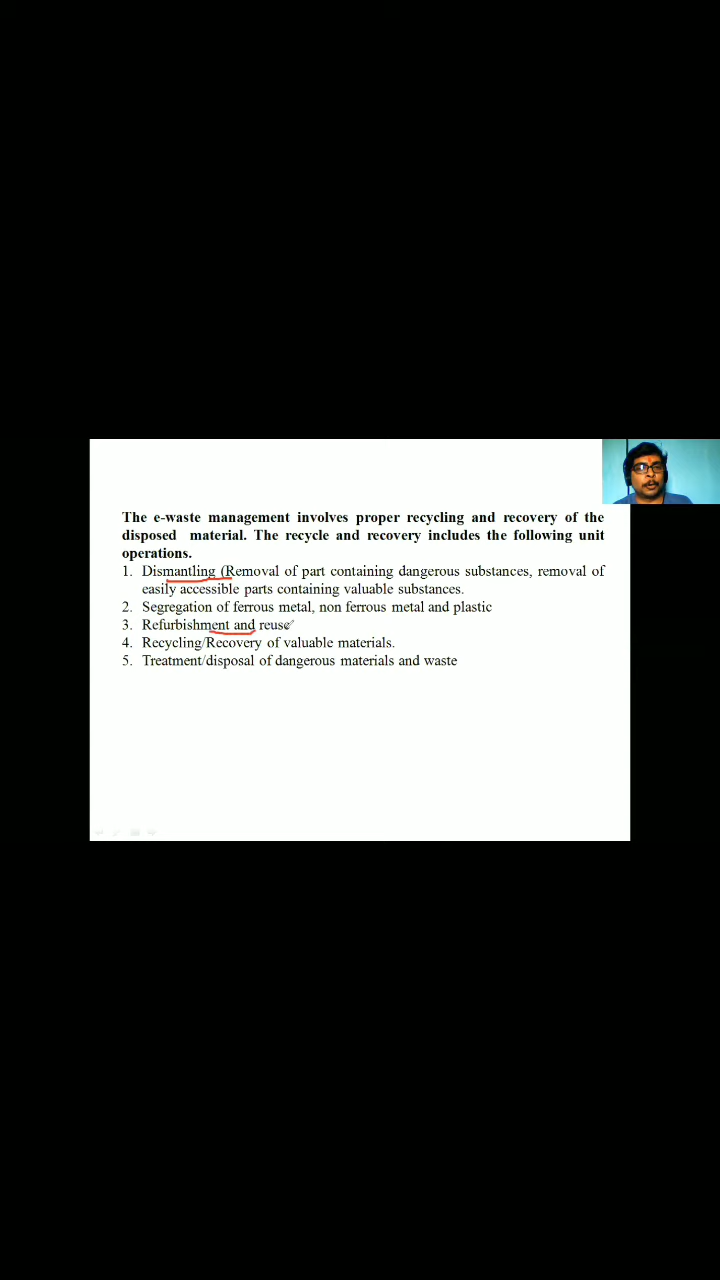 The e-waste management involves proper recycling and recovery of the
disposed material. The recycle and recovery includes the following unit
operations.
1. Dismantling (Removal of part containing dangerous substances, removal of
easily accessible parts containing valuable substances.
2. Segregation of ferrous metal, non ferrous metal and plastic
3. Refurbishment and reuse
4. Recycling/Recovery of valuable materials.
5. Treatment/disposal of dangerous materials and waste